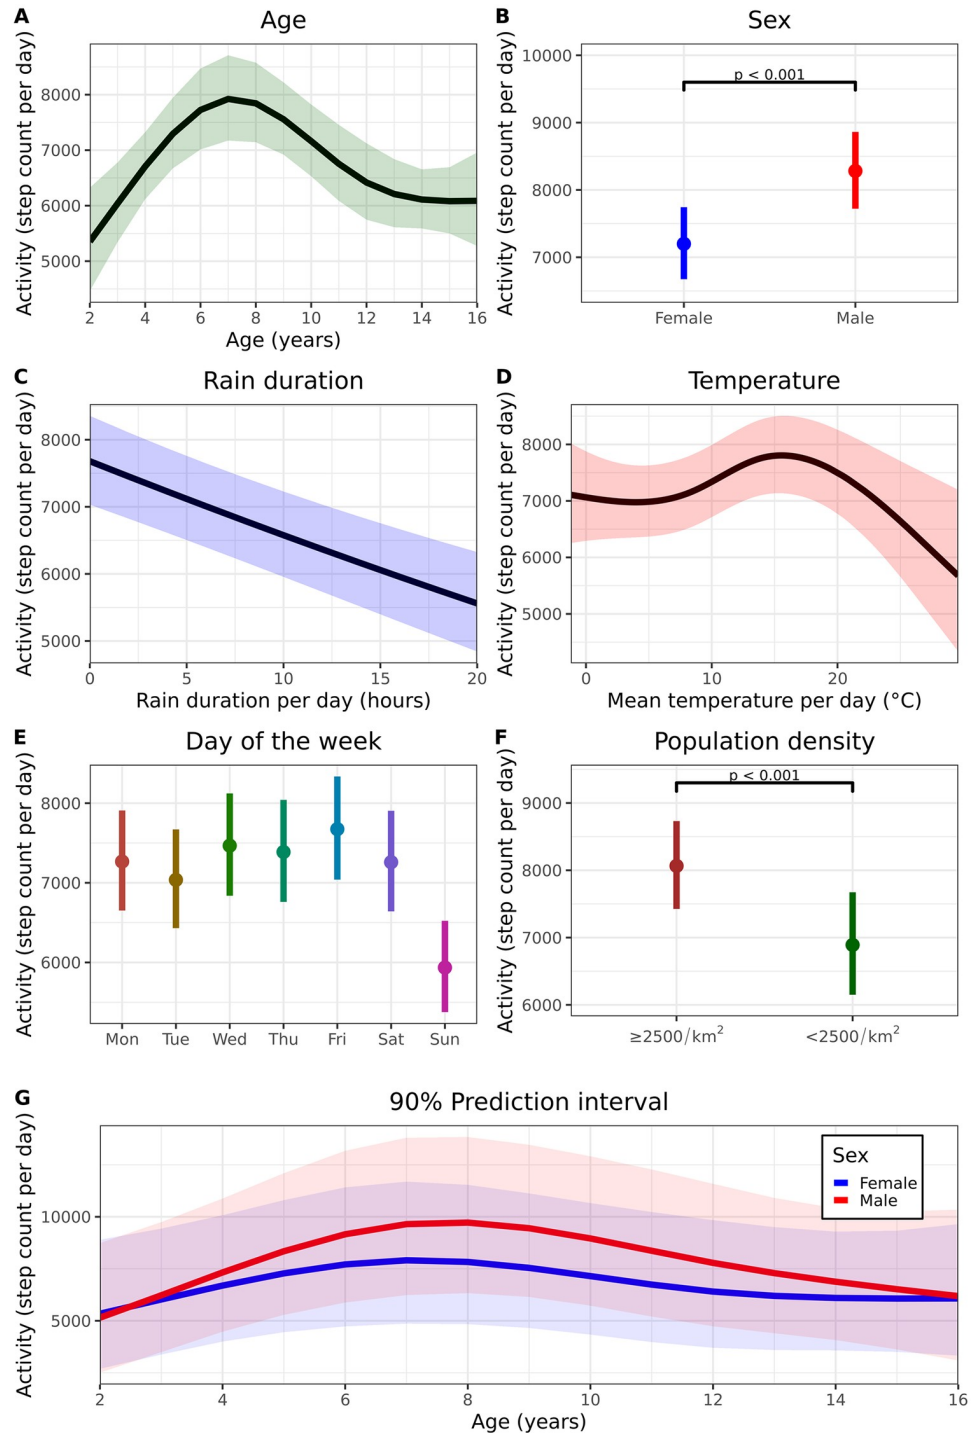 A
Age
Activity (step count per day)
8000
7000
6000
5000
2 4 6 8 10 12 14 16
Age (years)
B
Sex
Activity (step count per day)
10000
9000
8000
7000
p < 0.001
Female Male
C
Rain duration
Activity (step count per day)
8000
7000
6000
5000
0 5 10 15 20
Rain duration per day (hours)
D
Temperature
Activity (step count per day)
8000
7000
6000
5000
0 10 20
Mean temperature per day (°C)
E
Day of the week
Activity (step count per day)
8000
7000
6000
Mon Tue Wed Thu Fri Sat Sun
F
Population density
Activity (step count per day)
9000
8000
7000
6000
p < 0.001
≥2500/km² <2500/km²
G
90% Prediction interval
Activity (step count per day)
10000
5000
Sex
Female
Male
2 4 6 8 10 12 14 16
Age (years)